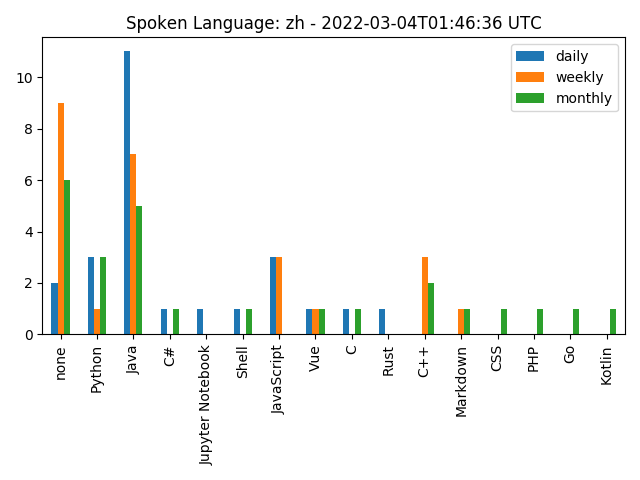 Spoken Language: zh - 2022-03-04T01:46:36 UTC
daily
weekly
monthly
10
8
6
4
2
0
none
Python
Java
C#
Jupyter Notebook
Shell
JavaScript
Vue
C
Rust
C++
Markdown
CSS
PHP
Go
Kotlin